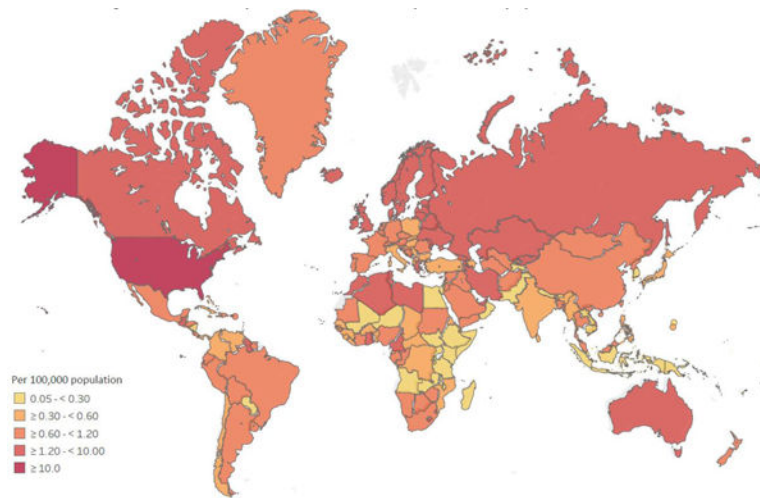 Per 100,000 population
0.05 - < 0.30
≥ 0.30 - < 0.60
≥ 0.60 - < 1.20
≥ 1.20 - < 10.00
≥ 10.0